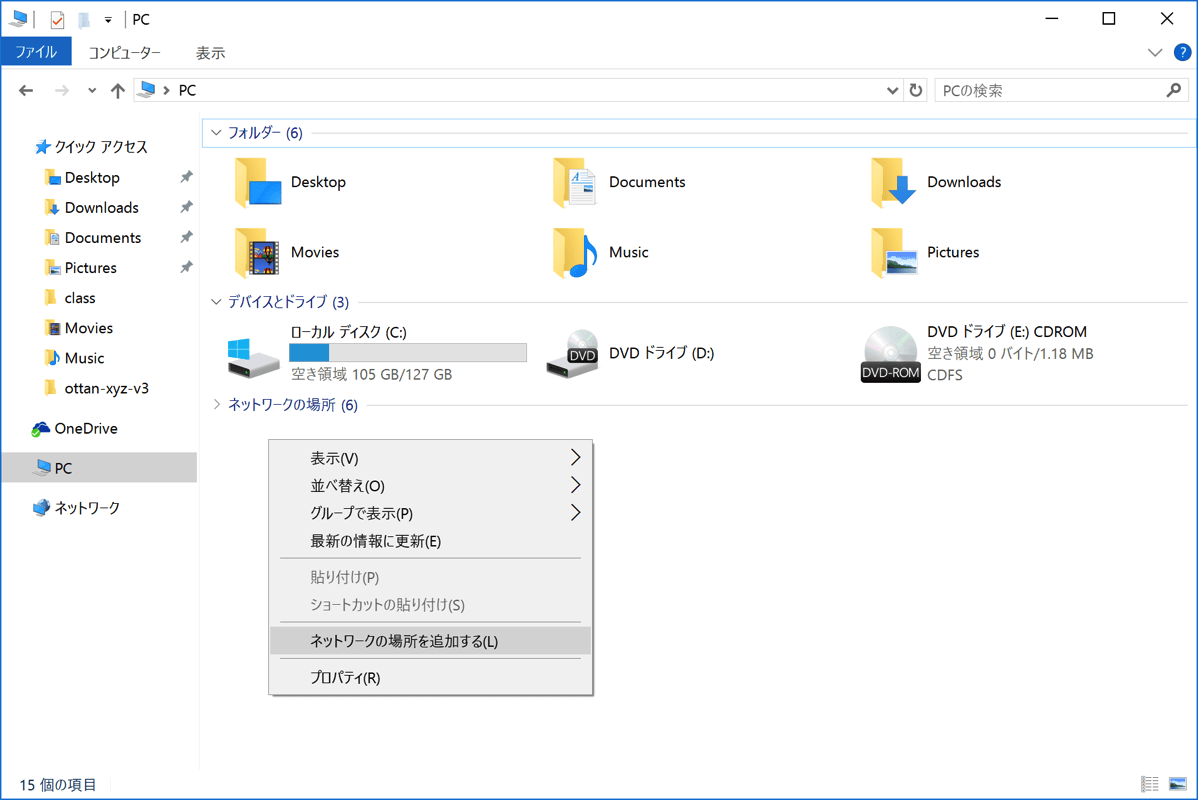 PC
ファイル
コンピューター
表示
PC
PCの検索
クイック アクセス
Desktop
Downloads
Documents
Pictures
class
Movies
Music
ottan-xyz-v3
OneDrive
PC
ネットワーク
フォルダー (6)
Desktop
Documents
Downloads
Movies
Music
Pictures
デバイスとドライブ (3)
ローカル ディスク (C:)
空き領域 105 GB/127 GB
DVD
DVD ドライブ (D:)
DVD-ROM
DVD ドライブ (E:) CDROM
空き領域 0 バイト/1.18 MB
CDFS
ネットワークの場所 (6)
表示(V)
並べ替え(O)
グループで表示(P)
最新の情報に更新(E)
貼り付け(P)
ショートカットの貼り付け(S)
ネットワークの場所を追加する(L)
プロパティ(R)
15 個の項目